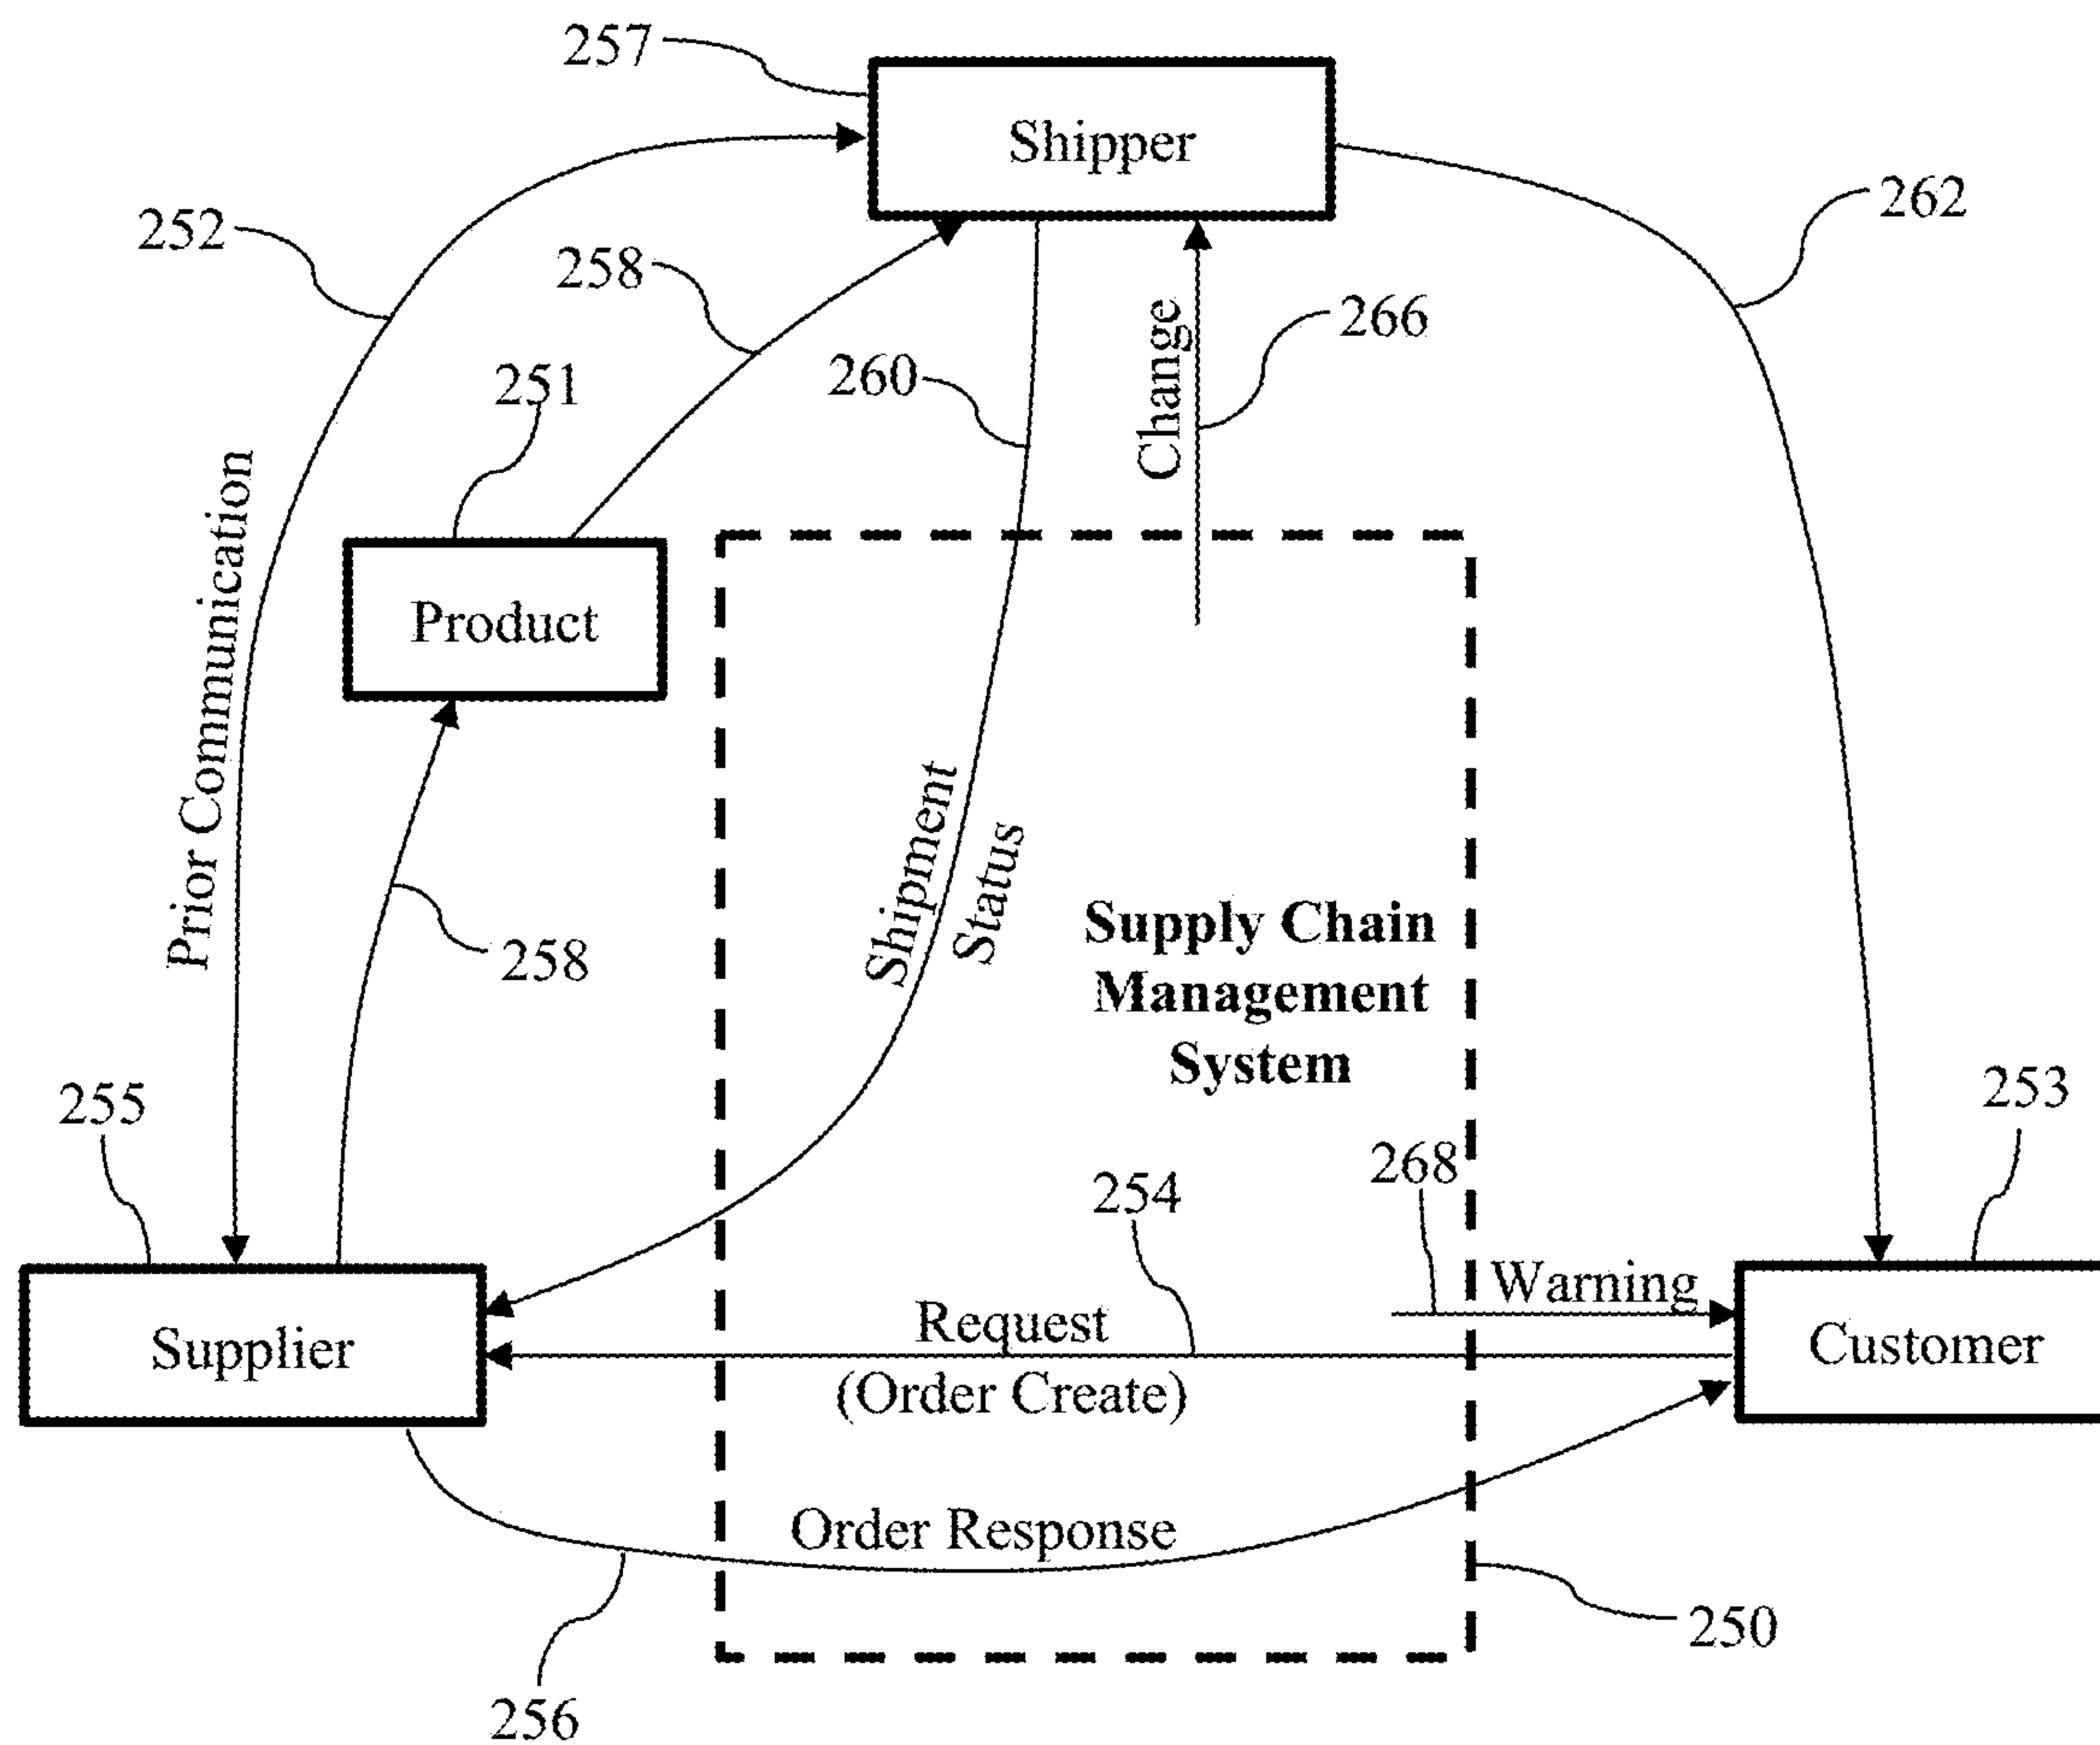 257
Shipper
252
262
258
266
260
Change
251
Prior Communication
Product
Shipment
Status
Supply Chain
Management
System
258
255
253
268
254
Warning
Request
Supplier
Customer
(Order Create)
Order Response
250
256